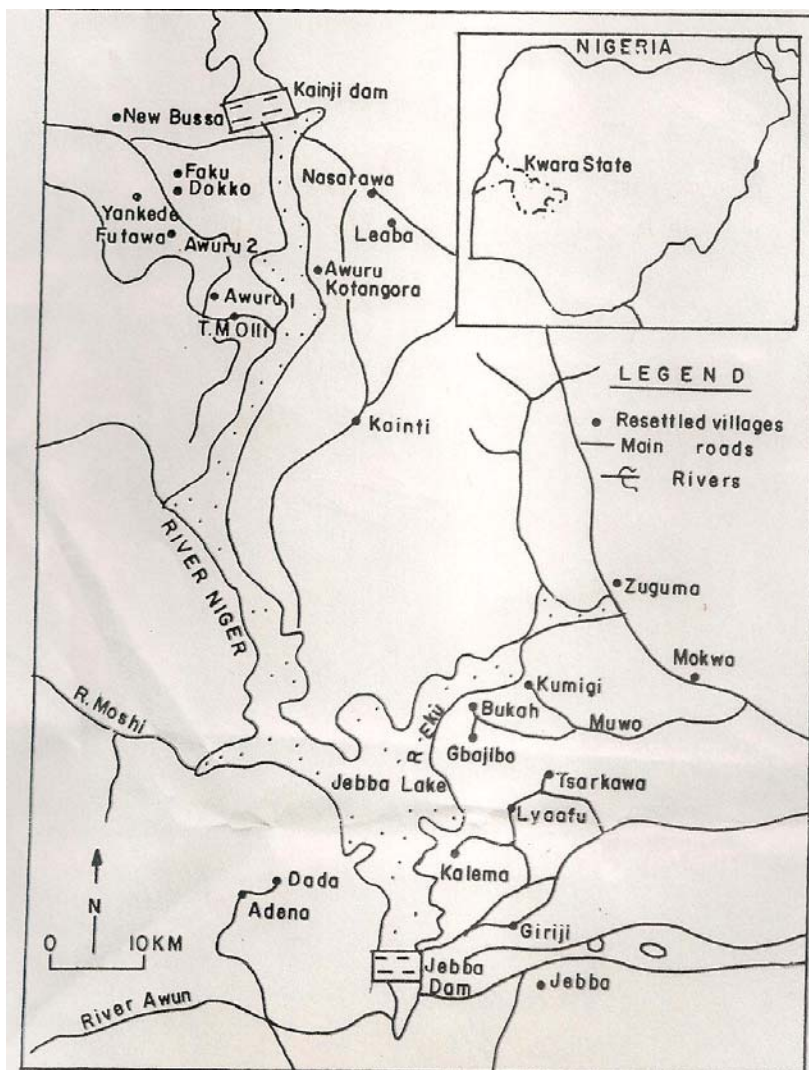 NIGERIA
Kwara State
Kainji dam
New Bussa
Faku
Dokko
Yankede
Futawa
Awuru 2
Awuru 1
T.M Olli
Nasarawa
Leaba
Awuru
Kotangora
Kainti
LEGEND
Resettled villages
Main roads
Rivers
RIVER NIGER
Zuguma
Mokwa
Kumigi
Bukah
Muwo
Gbajibo
R. Eku
R. Moshi
Jebba Lake
Tsarkawa
Lyaafu
Kalema
Dada
Adena
N
0 10 KM
Giriji
Jebba
Dam
Jebba
River Awun